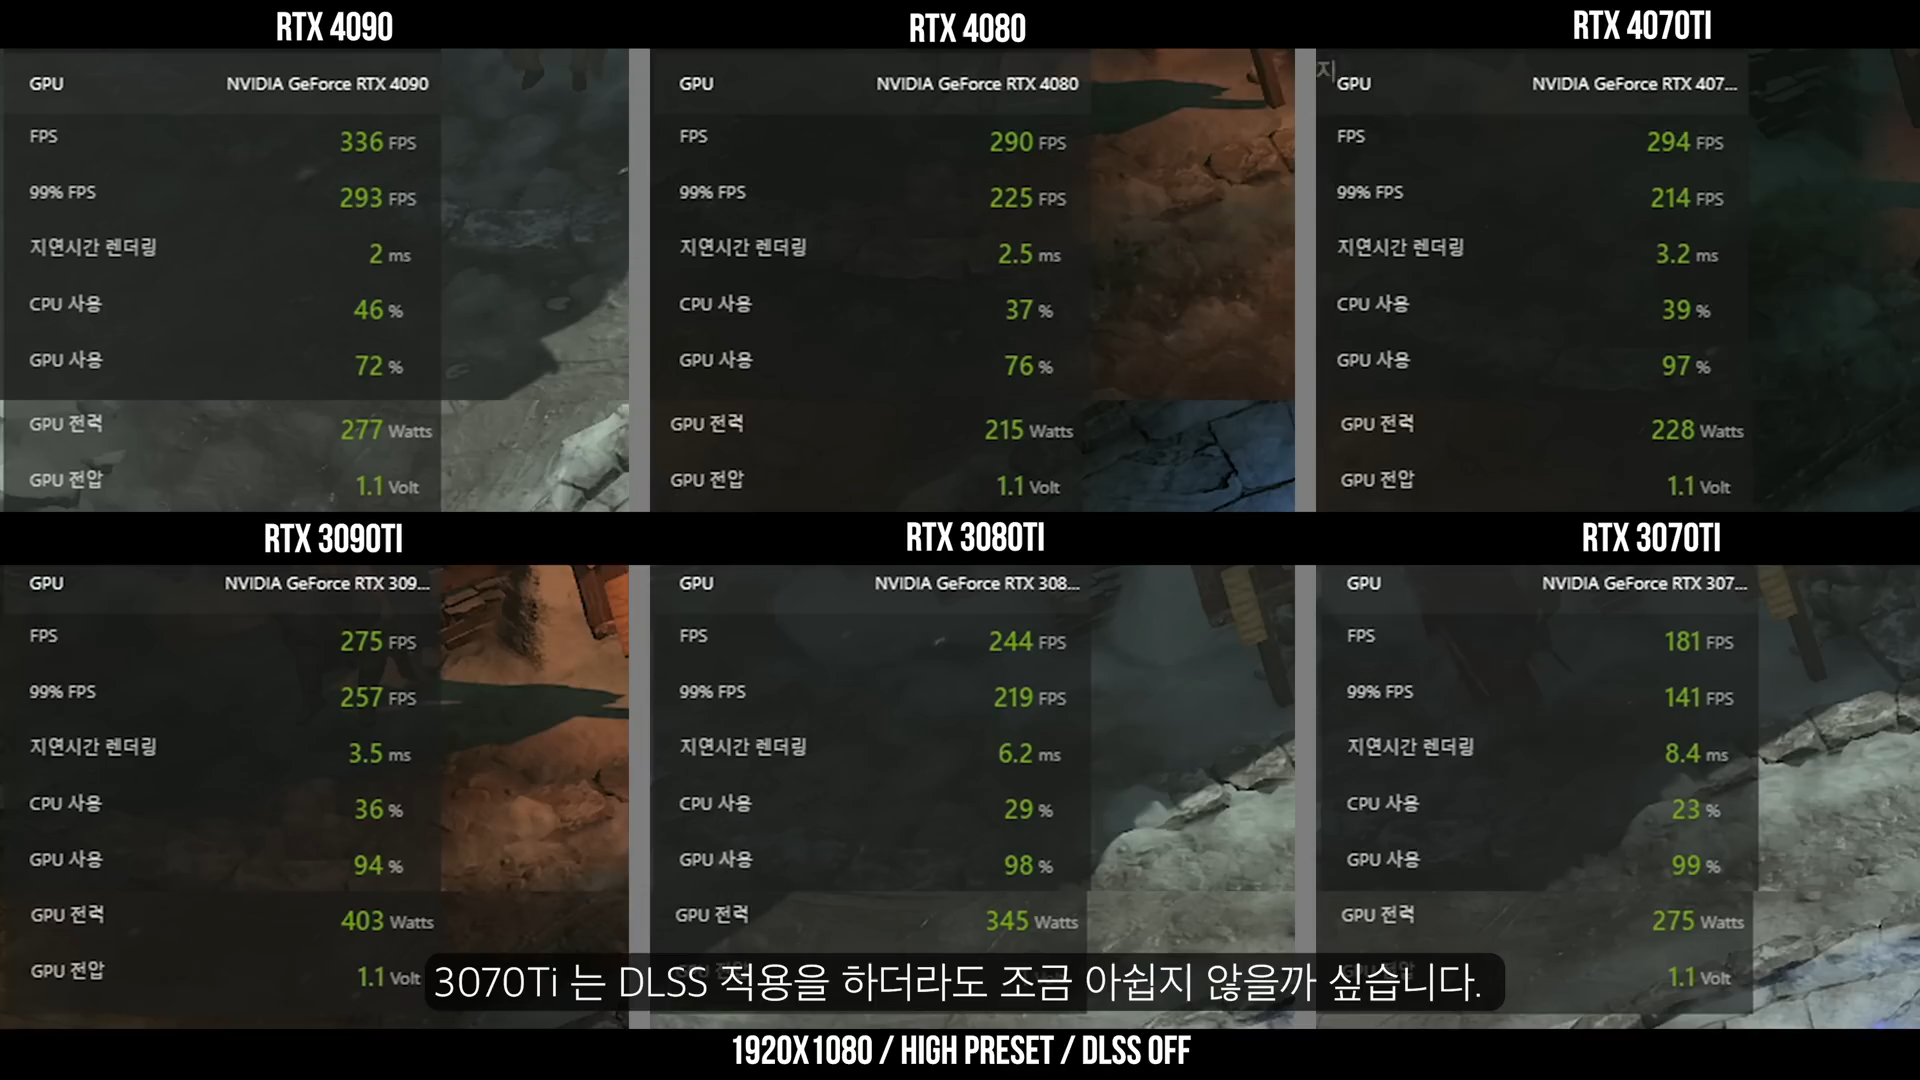 RTX 4090
GPU NVIDIA GeForce RTX 4090
FPS 336 FPS
99% FPS 293 FPS
지연시간 렌더링 2 ms
CPU 사용 46 %
GPU 사용 72 %
GPU 전력 277 Watts
GPU 전압 1.1 Volt
RTX 4080
GPU NVIDIA GeForce RTX 4080
FPS 290 FPS
99% FPS 225 FPS
지연시간 렌더링 2.5 ms
CPU 사용 37 %
GPU 사용 76 %
GPU 전력 215 Watts
GPU 전압 1.1 Volt
RTX 4070TI
지
GPU NVIDIA GeForce RTX 407...
FPS 294 FPS
99% FPS 214 FPS
지연시간 렌더링 3.2 ms
CPU 사용 39 %
GPU 사용 97 %
GPU 전력 228 Watts
GPU 전압 1.1 Volt
RTX 3090TI
GPU NVIDIA GeForce RTX 309...
FPS 275 FPS
99% FPS 257 FPS
지연시간 렌더링 3.5 ms
CPU 사용 36 %
GPU 사용 94 %
GPU 전력 403 Watts
GPU 전압 1.1 Volt
RTX 3080TI
GPU NVIDIA GeForce RTX 308...
FPS 244 FPS
99% FPS 219 FPS
지연시간 렌더링 6.2 ms
CPU 사용 29 %
GPU 사용 98 %
GPU 전력 345 Watts
RTX 3070TI
GPU NVIDIA GeForce RTX 307...
FPS 181 FPS
99% FPS 141 FPS
지연시간 렌더링 8.4 ms
CPU 사용 23 %
GPU 사용 99 %
GPU 전력 275 Watts
1.1 Volt
3070Ti 는 DLSS 적용을 하더라도 조금 아쉽지 않을까 싶습니다.
1920X1080 / HIGH PRESET / DLSS OFF